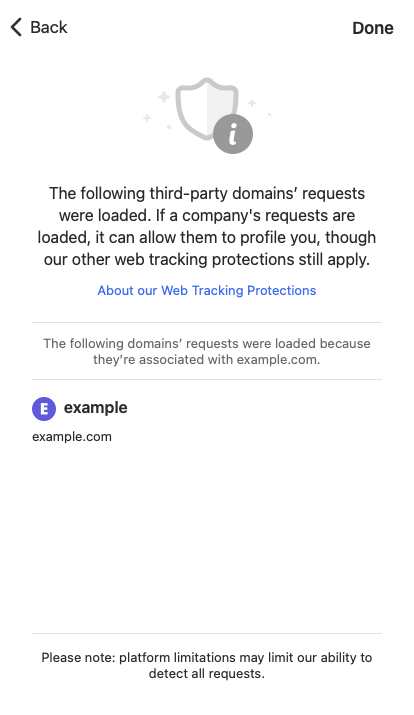 Back
Done
i
The following third-party domains’ requests
were loaded. If a company's requests are
loaded, it can allow them to profile you, though
our other web tracking protections still apply.
About our Web Tracking Protections
The following domains’ requests were loaded because
they’re associated with example.com.
E example
example.com
Please note: platform limitations may limit our ability to
detect all requests.